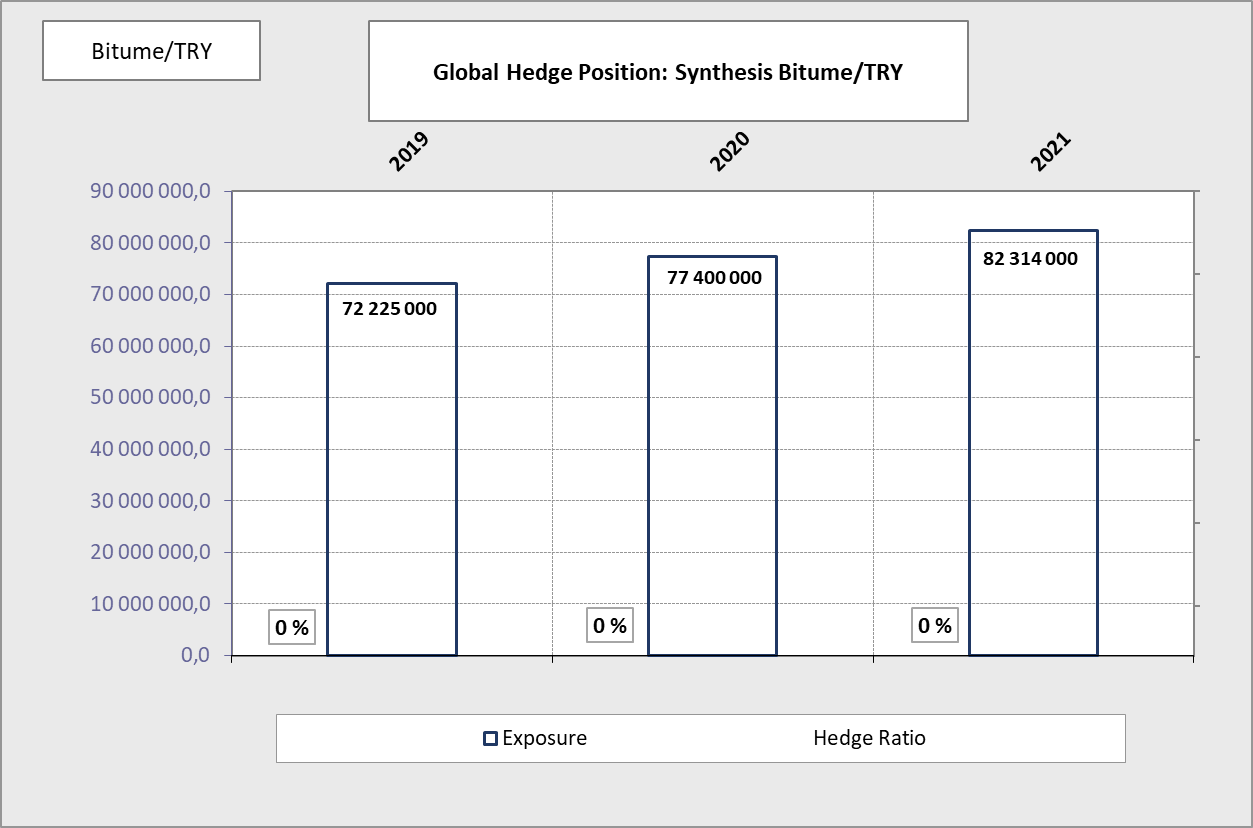 Bitume/TRY
Global Hedge Position: Synthesis Bitume/TRY
2019
2020
2021
90 000 000,0
80 000 000,0
70 000 000,0
60 000 000,0
50 000 000,0
40 000 000,0
30 000 000,0
20 000 000,0
10 000 000,0
0,0
72 225 000
77 400 000
82 314 000
0 %
0 %
0 %
Exposure
Hedge Ratio